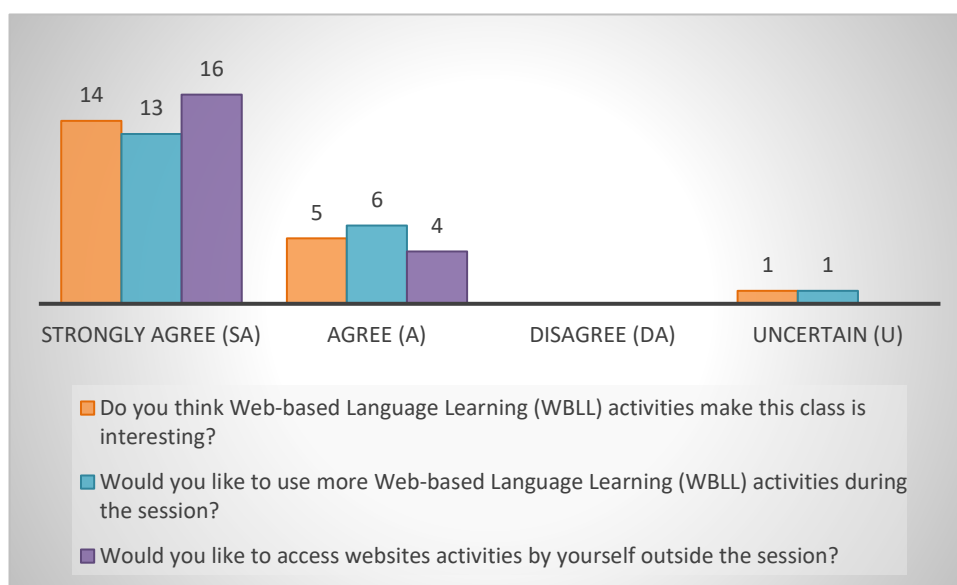 16
14
13
5
6
4
1
1
STRONGLY AGREE (SA)
AGREE (A)
DISAGREE (DA)
UNCERTAIN (U)
Do you think Web-based Language Learning (WBLL) activities make this class is
interesting?
Would you like to use more Web-based Language Learning (WBLL) activities during
the session?
Would you like to access websites activities by yourself outside the session?